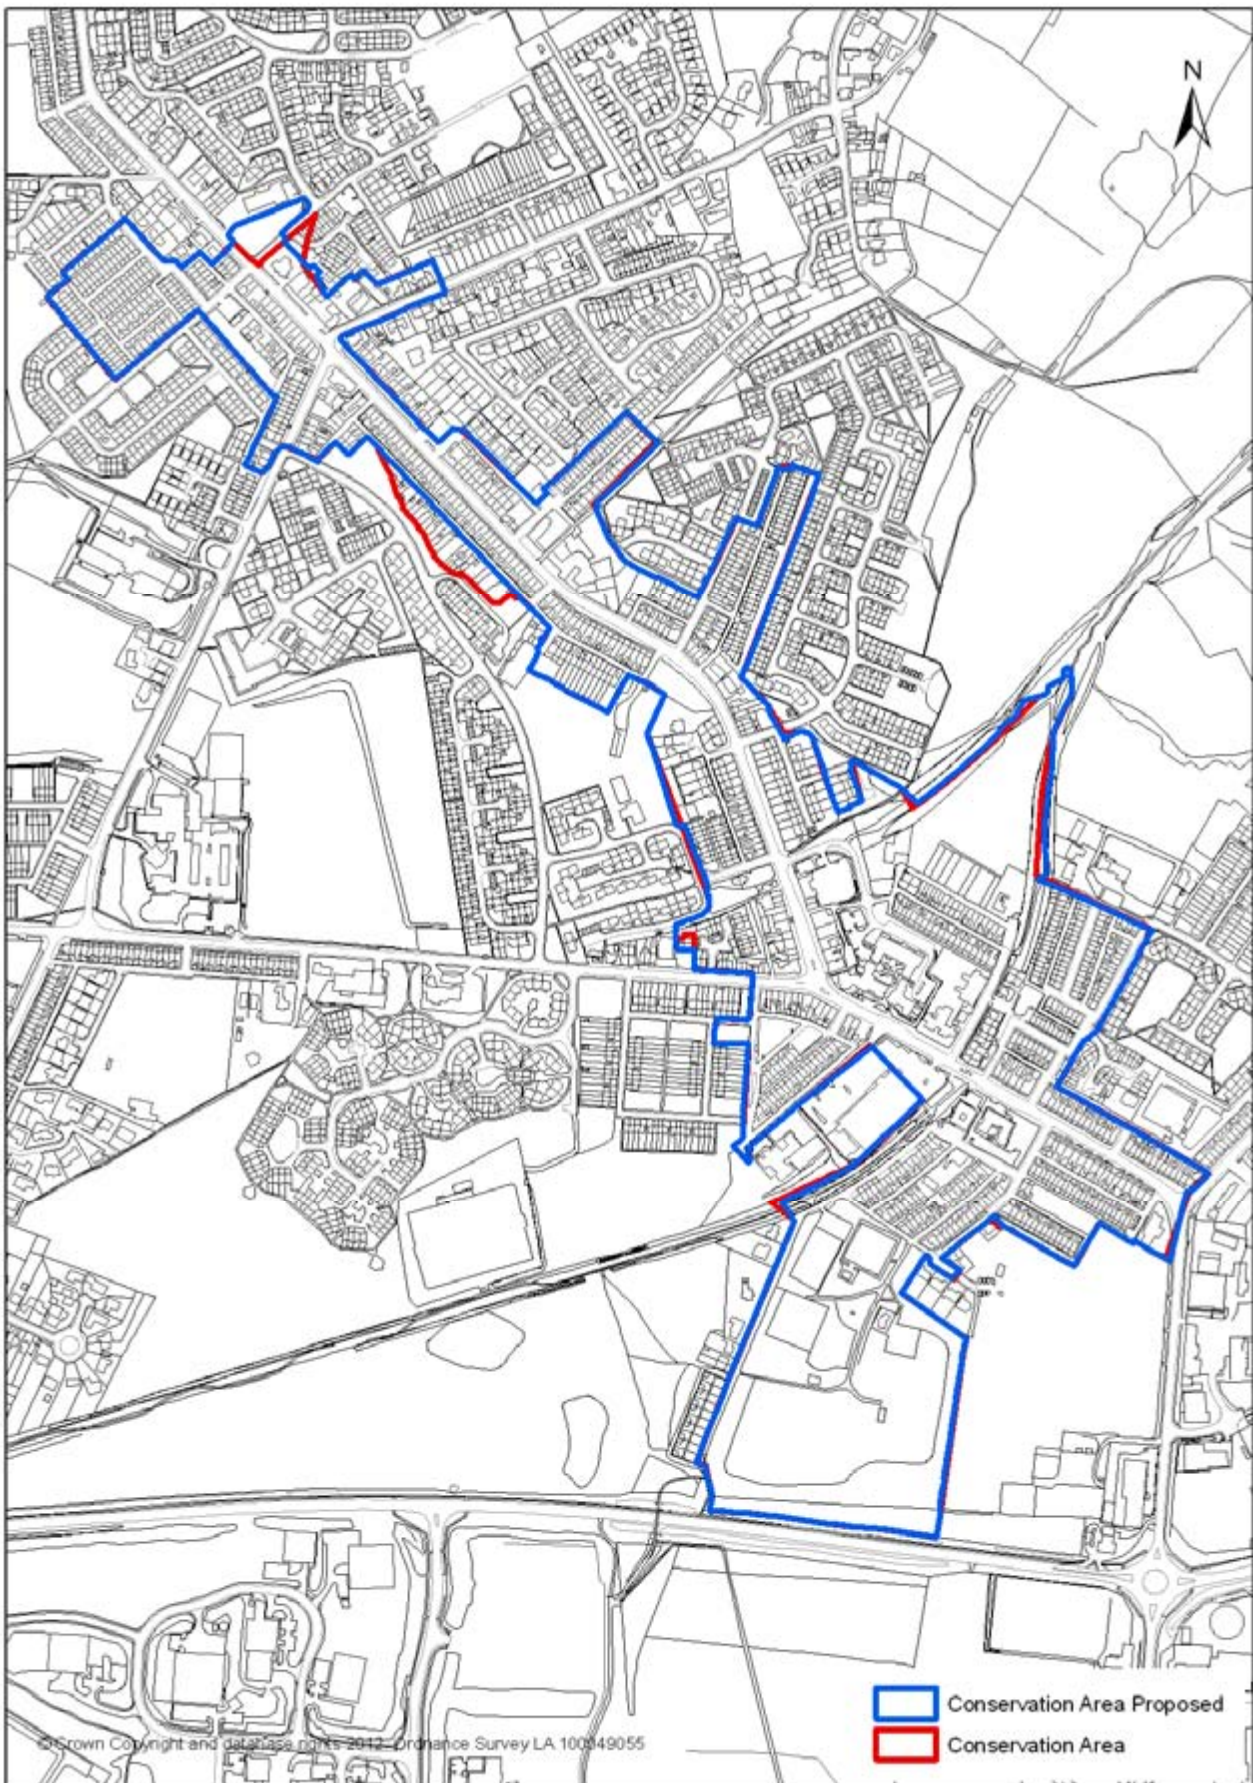 N
Conservation Area Proposed
Conservation Area
© Crown Copyright and database rights 2012. Ordnance Survey LA 100049055